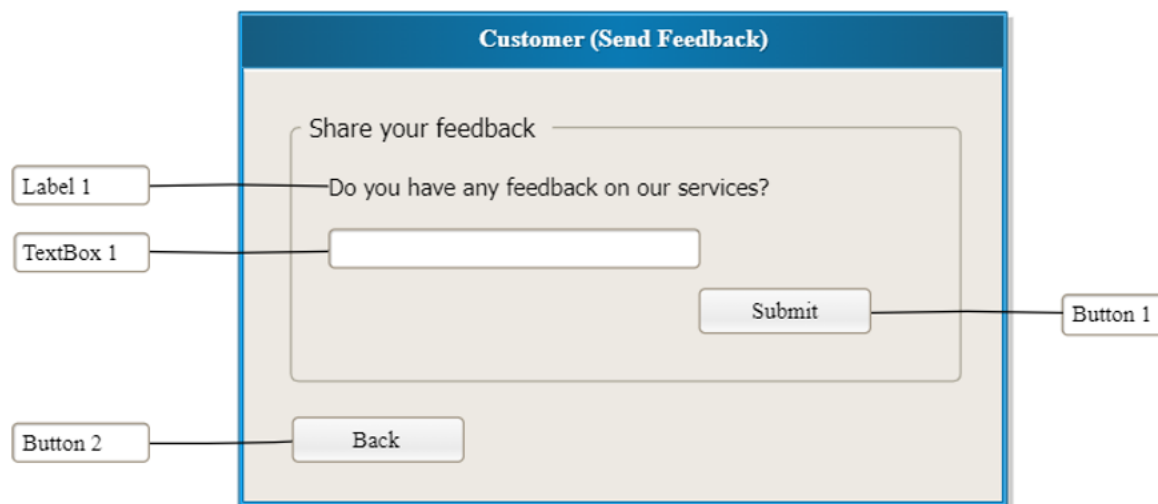 Customer (Send Feedback)
Share your feedback
Label 1
Do you have any feedback on our services?
TextBox 1
Submit
Button 1
Button 2
Back